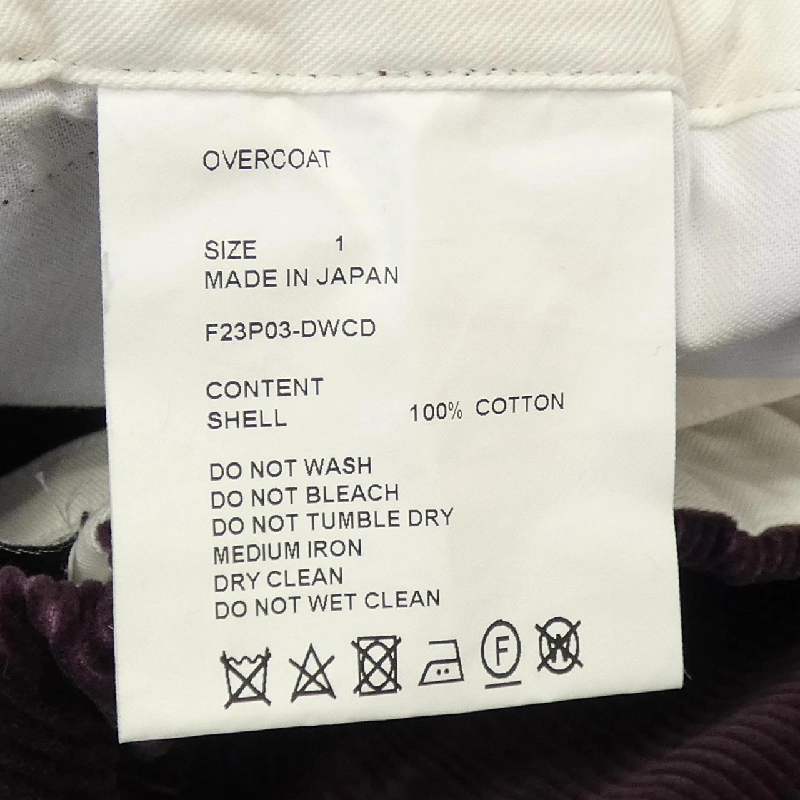 OVERCOAT
SIZE 1
MADE IN JAPAN
F23P03-DWCD
CONTENT
SHELL 100% COTTON
DO NOT WASH
DO NOT BLEACH
DO NOT TUMBLE DRY
MEDIUM IRON
DRY CLEAN
DO NOT WET CLEAN
F W